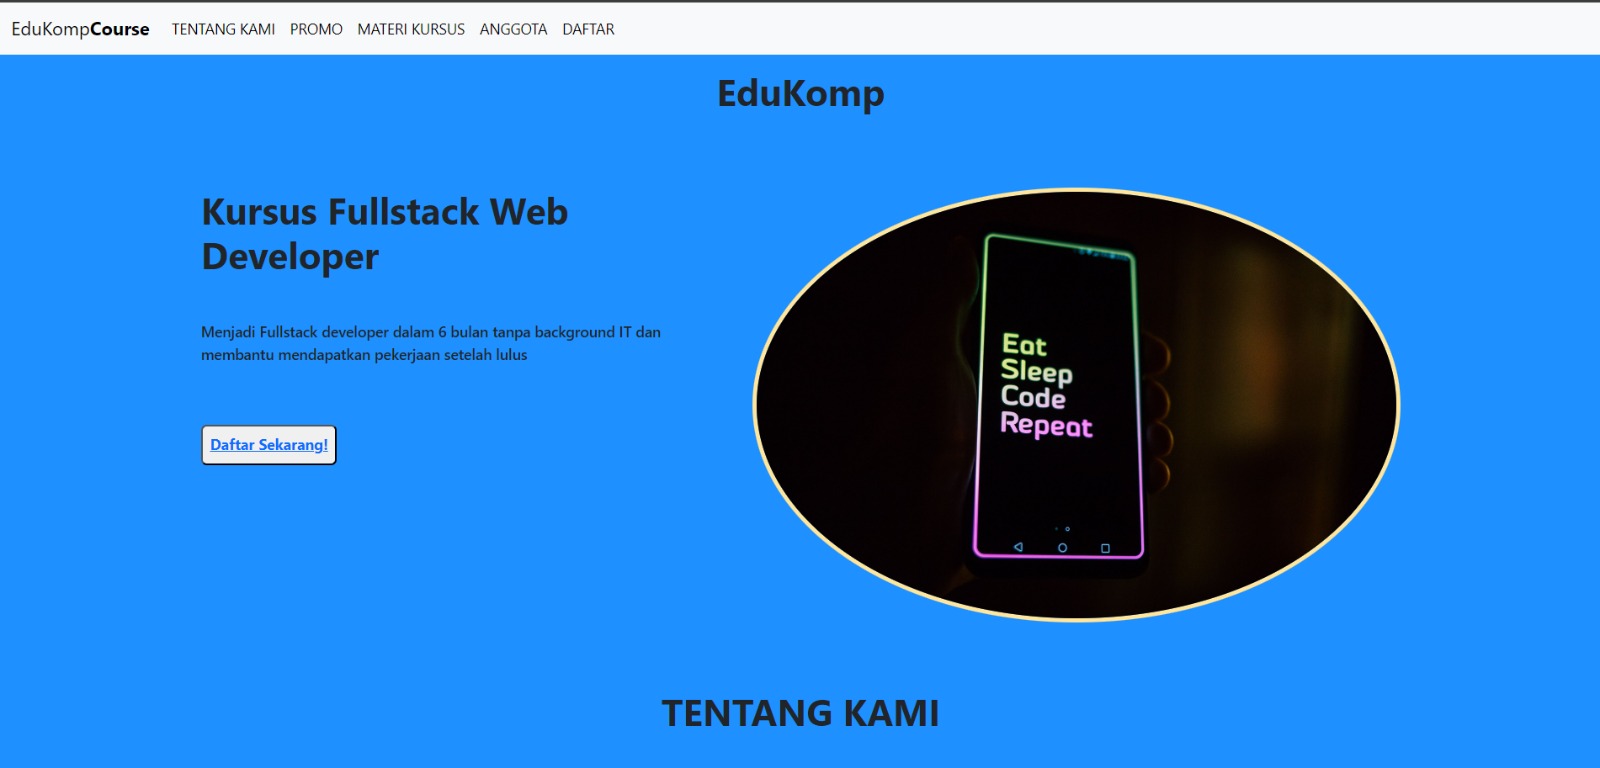 EduKompCourse TENTANG KAMI PROMO MATERI KURSUS ANGGOTA DAFTAR
EduKomp
Kursus Fullstack Web
Developer
Menjadi Fullstack developer dalam 6 bulan tanpa background IT dan
membantu mendapatkan pekerjaan setelah lulus
Daftar Sekarang!
Eat
Sleep
Code
Repeat
TENTANG KAMI